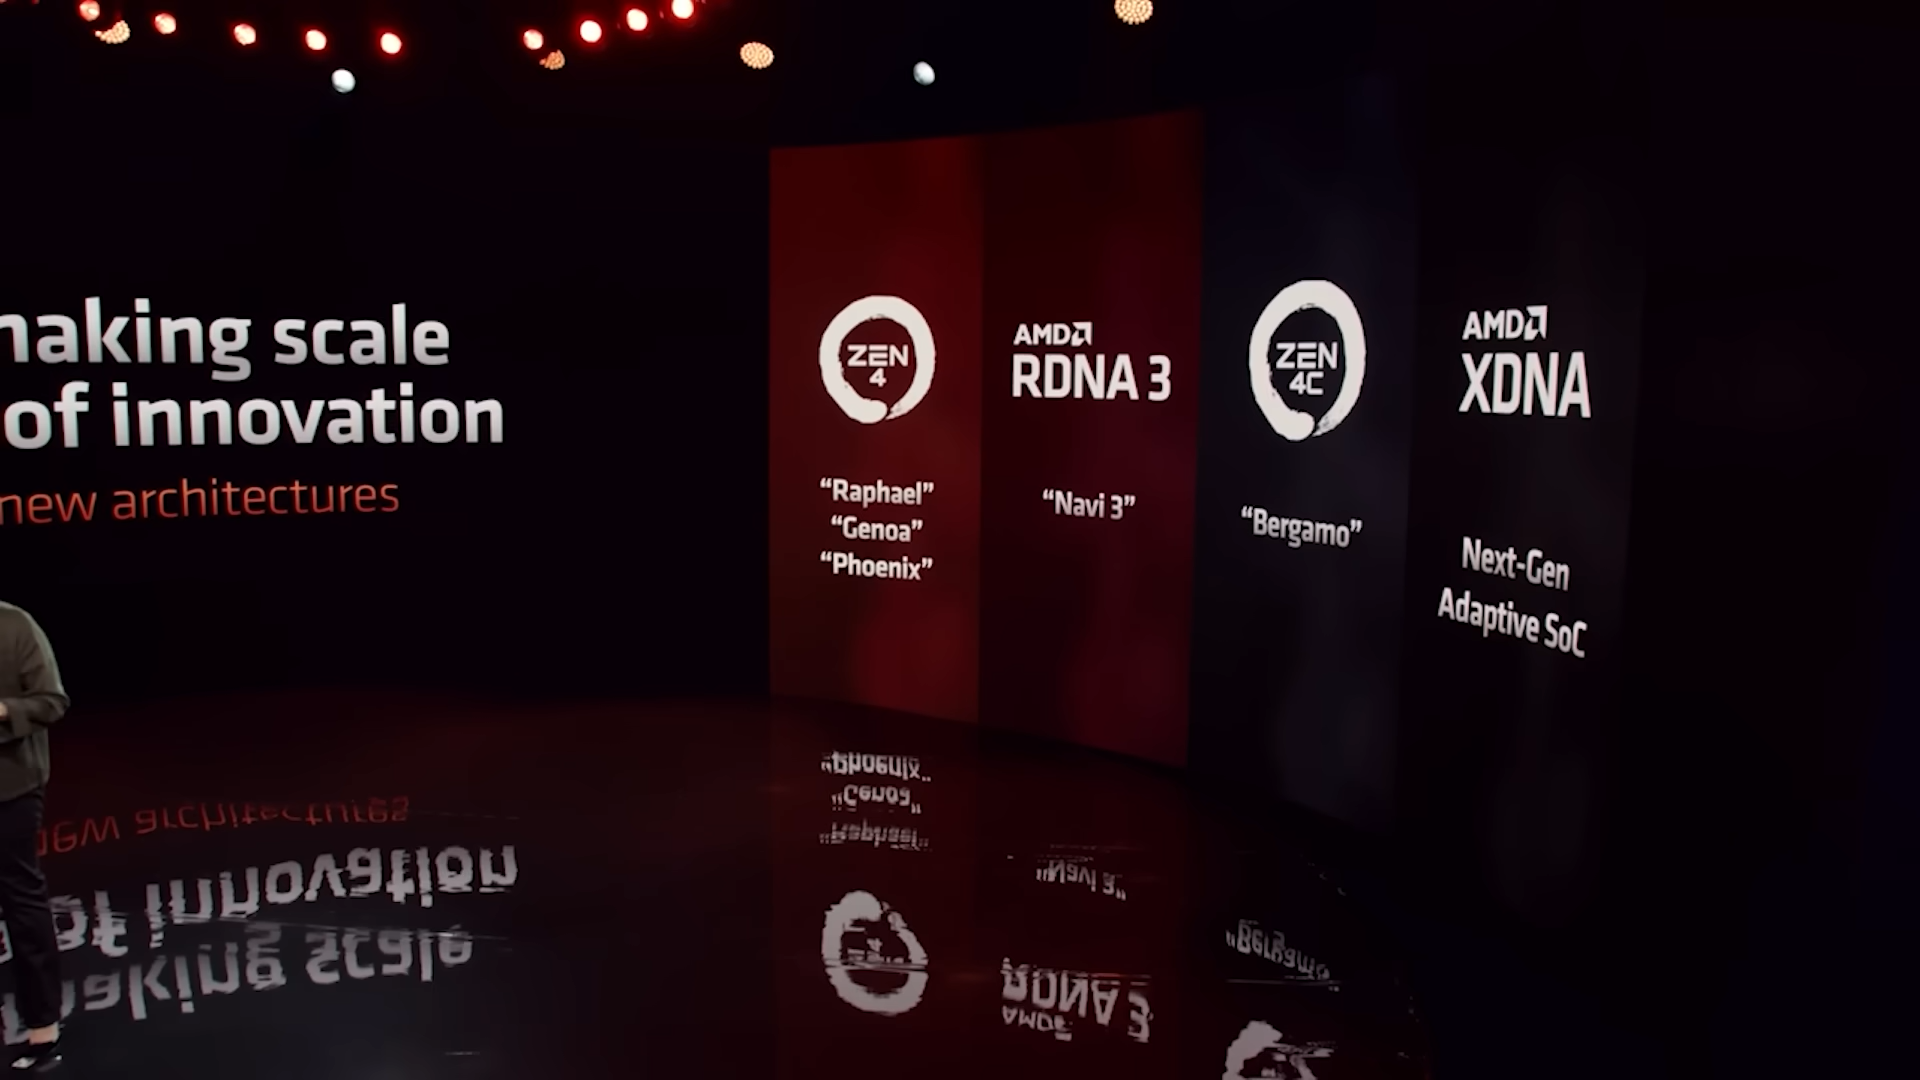 naking scale
of innovation
new architectures
ZEN
4
"Raphael"
"Genoa"
"Phoenix"
AMD
RDNA 3
"Navi 3"
ZEN
4C
"Bergamo"
AMD
XDNA
Next-Gen
Adaptive SoC